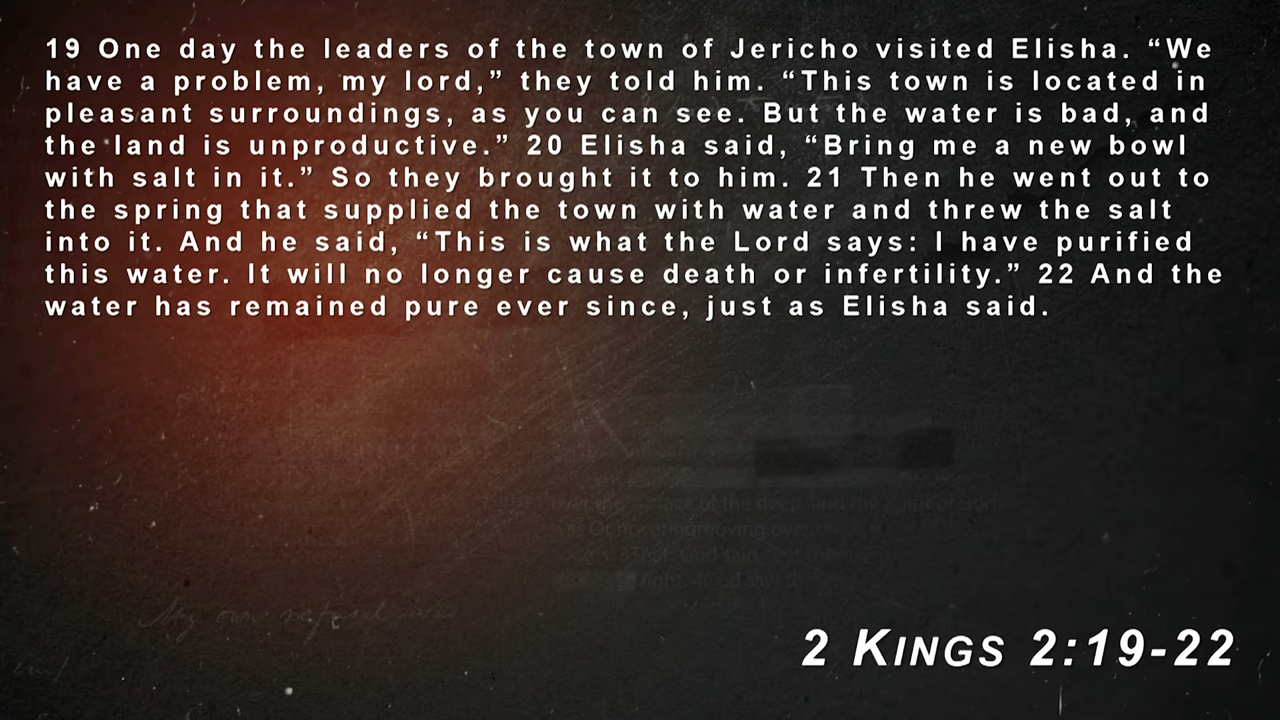 19 One day the leaders of the town of Jericho visited Elisha. “We
have a problem, my lord,” they told him. “This town is located in
pleasant surroundings, as you can see. But the water is bad, and
the land is unproductive.” 20 Elisha said, “Bring me a new bowl
with salt in it.” So they brought it to him. 21 Then he went out to
the spring that supplied the town with water and threw the salt
into it. And he said, “This is what the Lord says: I have purified
this water. It will no longer cause death or infertility.” 22 And the
water has remained pure ever since, just as Elisha said.
2 KINGS 2:19-22